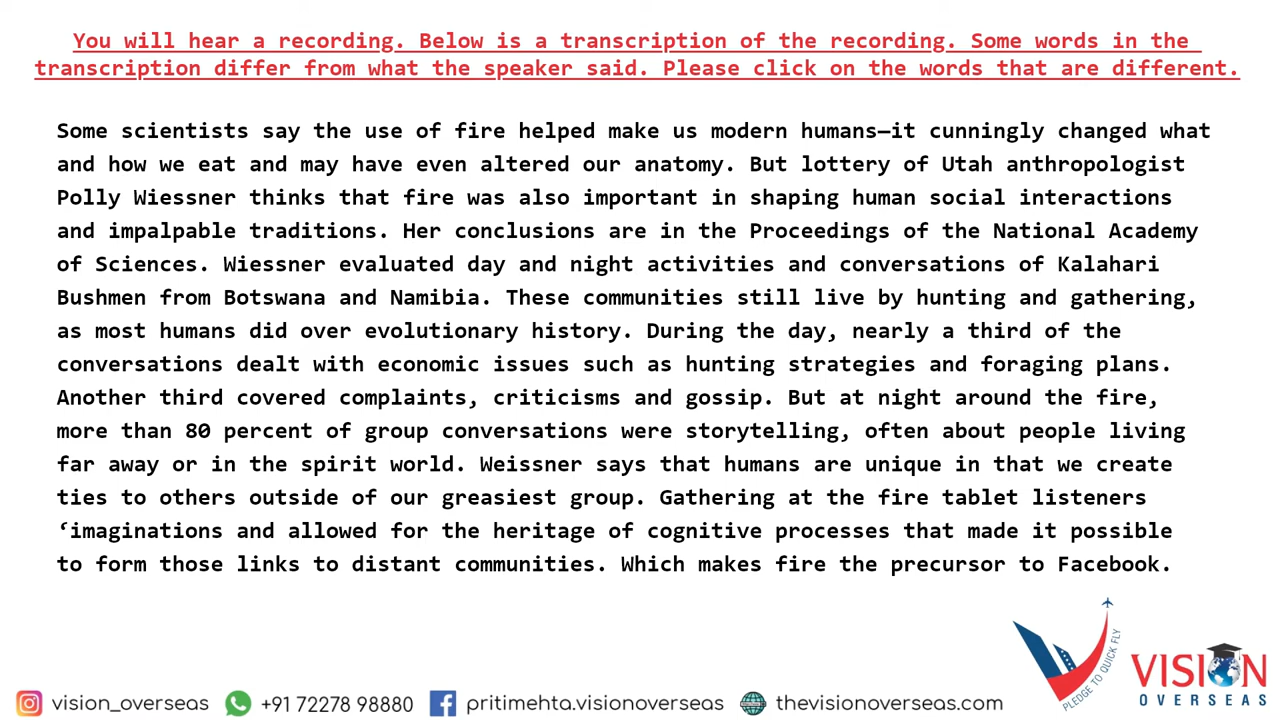 You will hear a recording. Below is a transcription of the recording. Some words in the
transcription differ from what the speaker said. Please click on the words that are different.
Some scientists say the use of fire helped make us modern humans—it cunningly changed what
and how we eat and may have even altered our anatomy. But lottery of Utah anthropologist
Polly Wiessner thinks that fire was also important in shaping human social interactions
and impalpable traditions. Her conclusions are in the Proceedings of the National Academy
of Sciences. Wiessner evaluated day and night activities and conversations of Kalahari
Bushmen from Botswana and Namibia. These communities still live by hunting and gathering,
as most humans did over evolutionary history. During the day, nearly a third of the
conversations dealt with economic issues such as hunting strategies and foraging plans.
Another third covered complaints, criticisms and gossip. But at night around the fire,
more than 80 percent of group conversations were storytelling, often about people living
far away or in the spirit world. Weissner says that humans are unique in that we create
ties to others outside of our greasiest group. Gathering at the fire tablet listeners
‘imaginations and allowed for the heritage of cognitive processes that made it possible
to form those links to distant communities. Which makes fire the precursor to Facebook.
PLEDGE TO QUICK FLY
VISION
OVERSEAS
vision_overseas +91 72278 98880 pritimehta.visionoverseas thevisionoverseas.com